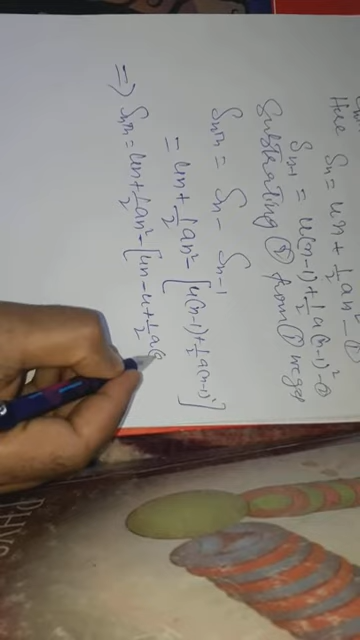 Here Sn = un + 1/2 an² — ①
Sn-1 = u(n-1) + 1/2 a(n-1)² — ②
Substrating ② from ① we get
Snth = Sn - Sn-1
= un + 1/2 an² - [u(n-1) + 1/2 a(n-1)²]
=> Snth = un + 1/2 an² - [un - u + 1/2 a(
PHYS